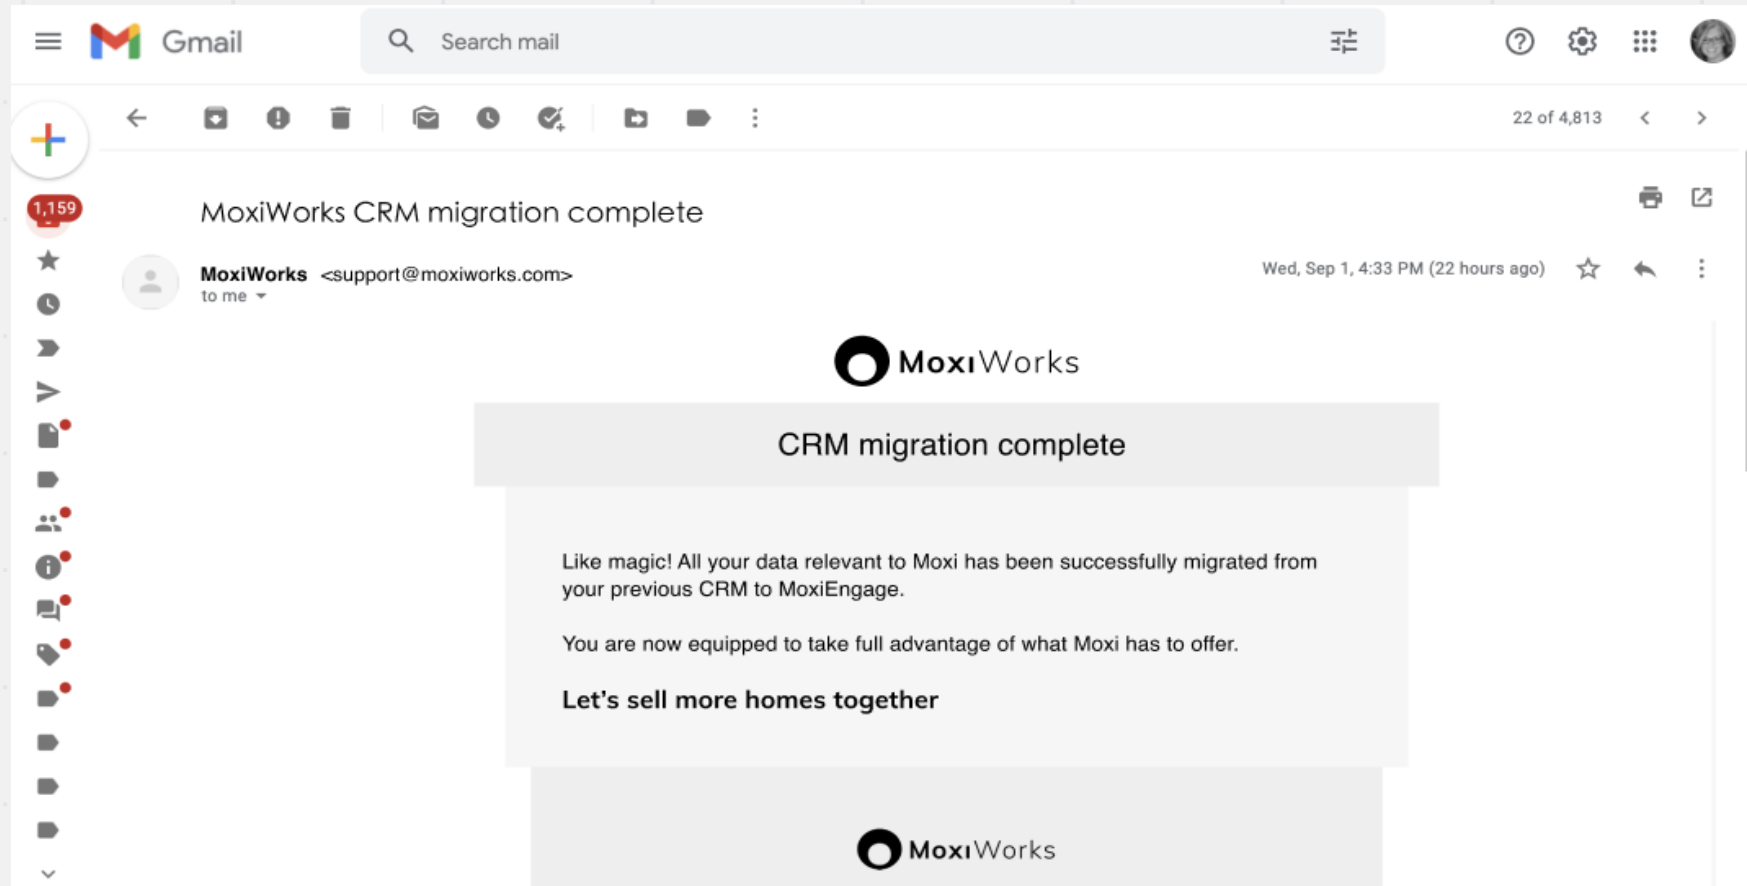 Gmail
Search mail
22 of 4,813
1,159
MoxiWorks CRM migration complete
MoxiWorks <support@moxiworks.com>
Wed, Sep 1, 4:33 PM (22 hours ago)
to me
MoxiWorks
CRM migration complete
Like magic! All your data relevant to Moxi has been successfully migrated from
your previous CRM to MoxiEngage.
You are now equipped to take full advantage of what Moxi has to offer.
Let's sell more homes together
MoxiWorks